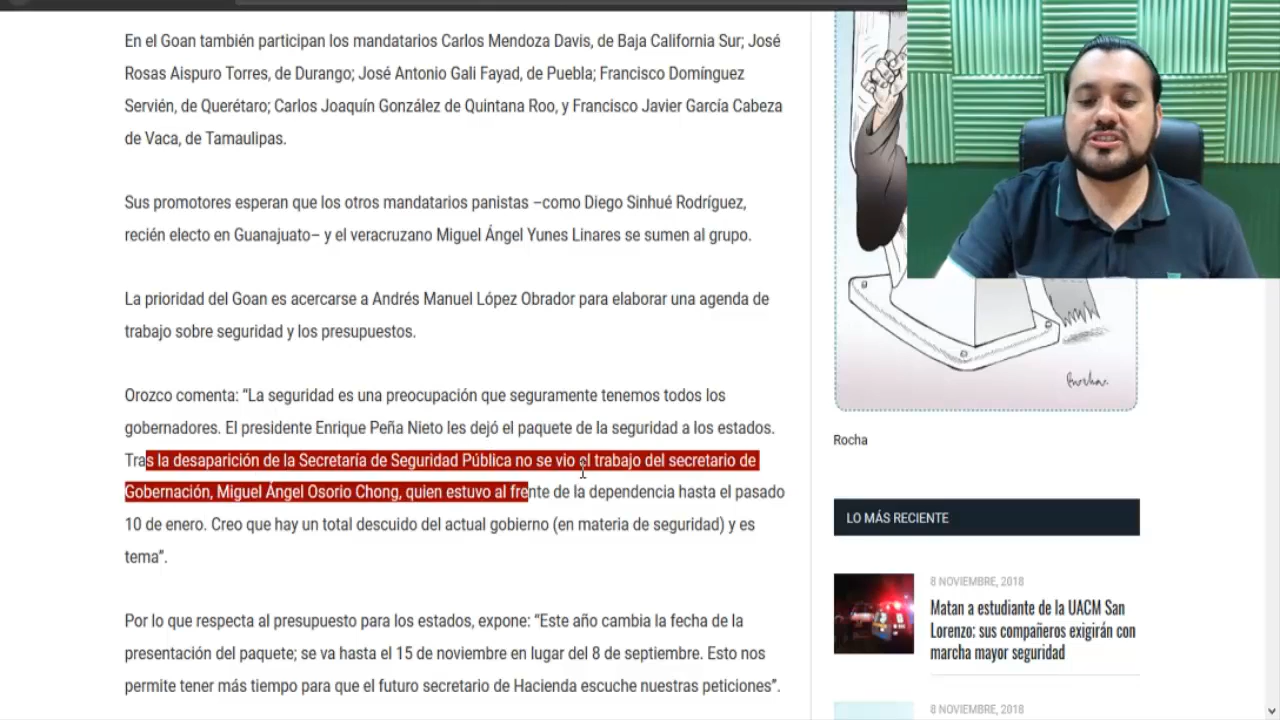 En el Goan también participan los mandatarios Carlos Mendoza Davis, de Baja California Sur; José
Rosas Aispuro Torres, de Durango; José Antonio Gali Fayad, de Puebla; Francisco Domínguez
Servién, de Querétaro; Carlos Joaquín González de Quintana Roo, y Francisco Javier García Cabeza
de Vaca, de Tamaulipas.
Sus promotores esperan que los otros mandatarios panistas –como Diego Sinhué Rodríguez,
recién electo en Guanajuato– y el veracruzano Miguel Ángel Yunes Linares se sumen al grupo.
La prioridad del Goan es acercarse a Andrés Manuel López Obrador para elaborar una agenda de
trabajo sobre seguridad y los presupuestos.
Orozco comenta: “La seguridad es una preocupación que seguramente tenemos todos los
gobernadores. El presidente Enrique Peña Nieto les dejó el paquete de la seguridad a los estados.
Tras la desaparición de la Secretaría de Seguridad Pública no se vio el trabajo del secretario de
Gobernación, Miguel Ángel Osorio Chong, quien estuvo al frente de la dependencia hasta el pasado
10 de enero. Creo que hay un total descuido del actual gobierno (en materia de seguridad) y es
tema”.
Por lo que respecta al presupuesto para los estados, expone: “Este año cambia la fecha de la
presentación del paquete; se va hasta el 15 de noviembre en lugar del 8 de septiembre. Esto nos
permite tener más tiempo para que el futuro secretario de Hacienda escuche nuestras peticiones”.
Rocha
Rocha
LO MÁS RECIENTE
8 NOVIEMBRE, 2018
Matan a estudiante de la UACM San
Lorenzo; sus compañeros exigirán con
marcha mayor seguridad
8 NOVIEMBRE, 2018